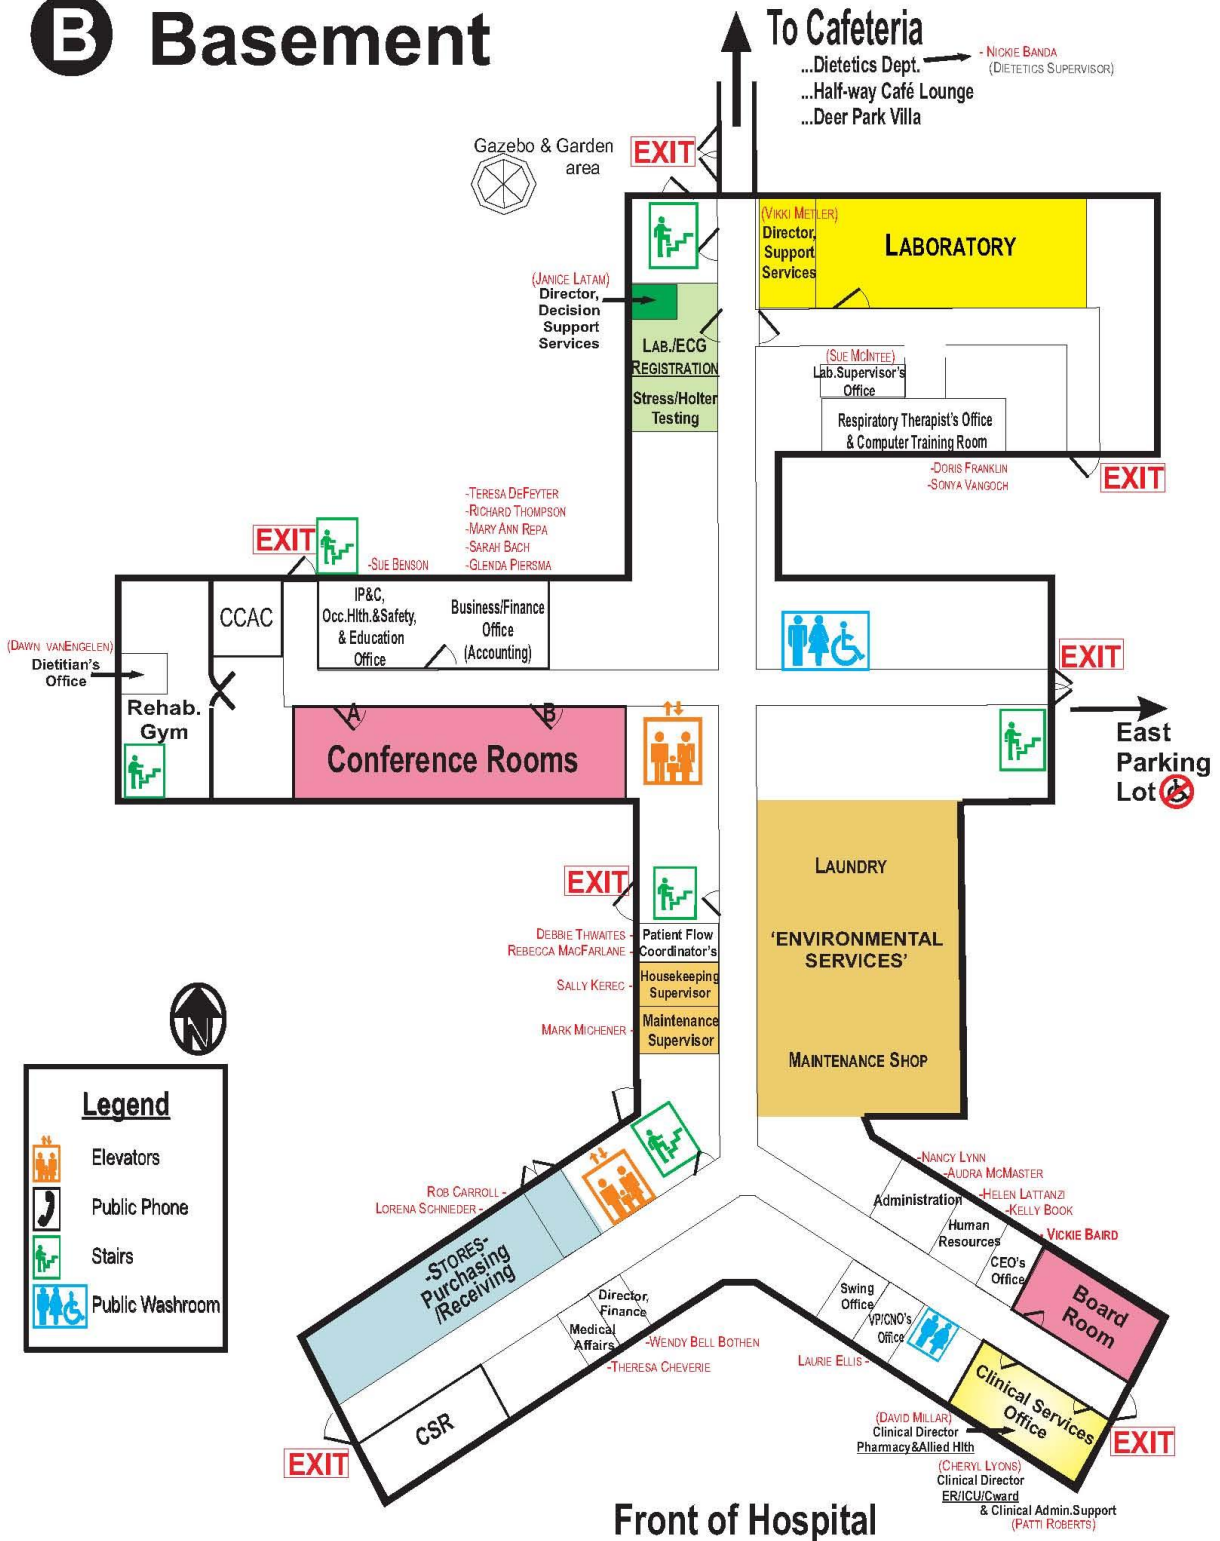 B Basement
To Cafeteria
...Dietetics Dept.
...Half-way Café Lounge
...Deer Park Villa
- NICKIE BANDA
(DIETETICS SUPERVISOR)
Gazebo & Garden
area
EXIT
(VIKKI METLER)
Director,
Support
Services
LABORATORY
(JANICE LATAM)
Director,
Decision
Support
Services
LAB./ECG
REGISTRATION
Stress/Holter
Testing
(SUE MCINTEE)
Lab.Supervisor's
Office
Respiratory Therapist's Office
& Computer Training Room
-DORIS FRANKLIN
-SONYA VANGOCH
EXIT
-TERESA DEFEYTER
-RICHARD THOMPSON
-MARY ANN REPA
-SARAH BACH
-GLENDA PIERSMA
EXIT
-SUE BENSON
CCAC
IP&C,
Occ.Hlth.&Safety,
& Education
Office
Business/Finance
Office
(Accounting)
(DAWN VANENGELEN)
Dietitian's
Office
Rehab.
Gym
A
B
Conference Rooms
EXIT
East
Parking
Lot
EXIT
LAUNDRY
'ENVIRONMENTAL
SERVICES'
MAINTENANCE SHOP
DEBBIE THWAITES -
REBECCA MACFARLANE -
Patient Flow
Coordinator's
SALLY KEREC -
Housekeeping
Supervisor
MARK MICHENER -
Maintenance
Supervisor
N
Legend
Elevators
Public Phone
Stairs
Public Washroom
ROB CARROLL -
LORENA SCHNIEDER -
-STORES-
Purchasing
/Receiving
Director,
Finance
Medical
Affairs
-WENDY BELL BOTHEN
-THERESA CHEVERIE
CSR
EXIT
-NANCY LYNN
-AUDRA MCMASTER
Administration
-HELEN LATTANZI
-KELLY BOOK
Human
Resources
- VICKIE BAIRD
CEO's
Office
Board
Room
Swing
Office
VP/CNO's
Office
LAURIE ELLIS -
Clinical Services
Office
(DAVID MILLAR)
Clinical Director
Pharmacy&Allied Hlth
EXIT
(CHERYL LYONS)
Clinical Director
ER/ICU/Cward
& Clinical Admin.Support
(PATTI ROBERTS)
Front of Hospital